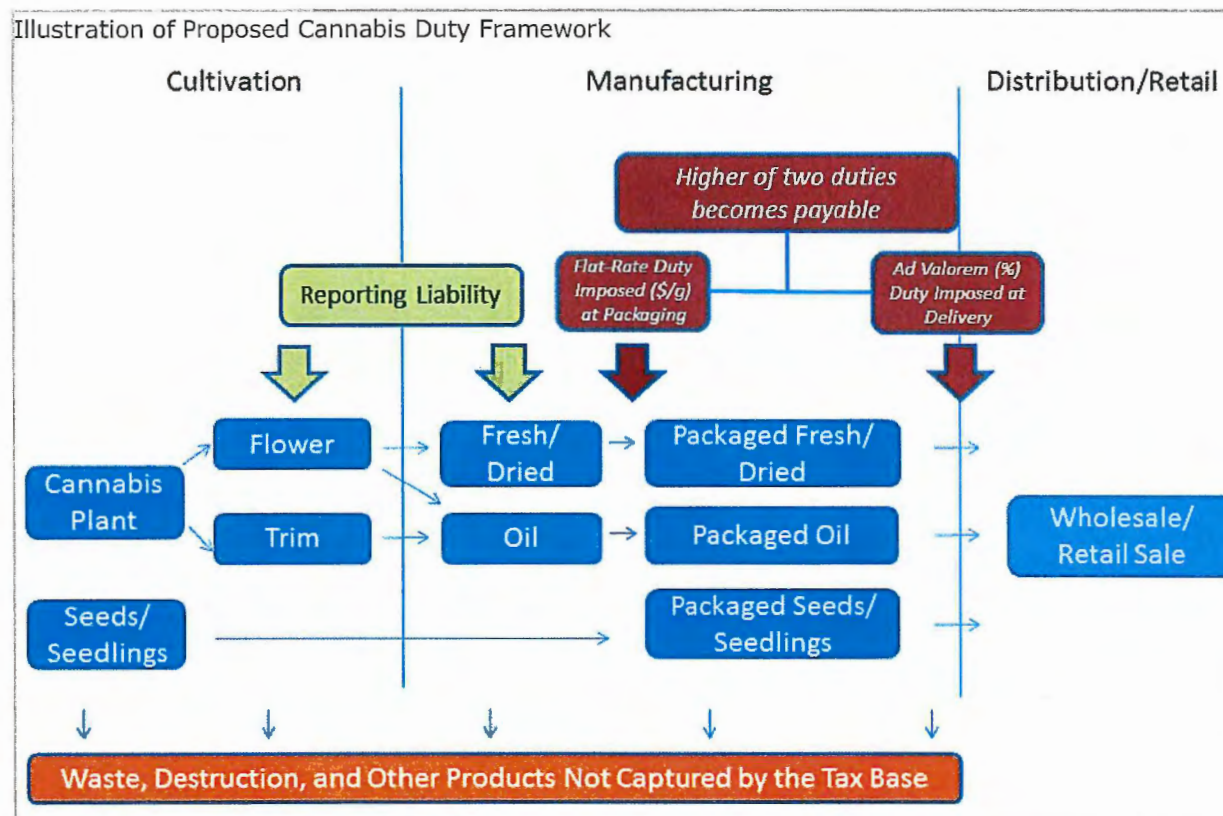 Illustration of Proposed Cannabis Duty Framework
Cultivation
Manufacturing
Distribution/Retail
Higher of two duties
becomes payable
Reporting Liability
Flat-Rate Duty
Imposed ($/g)
at Packaging
Ad Valorem (%)
Duty Imposed at
Delivery
Cannabis
Plant
Flower
Trim
Fresh/
Dried
Oil
Packaged Fresh/
Dried
Packaged Oil
Wholesale/
Retail Sale
Seeds/
Seedlings
Packaged Seeds/
Seedlings
Waste, Destruction, and Other Products Not Captured by the Tax Base